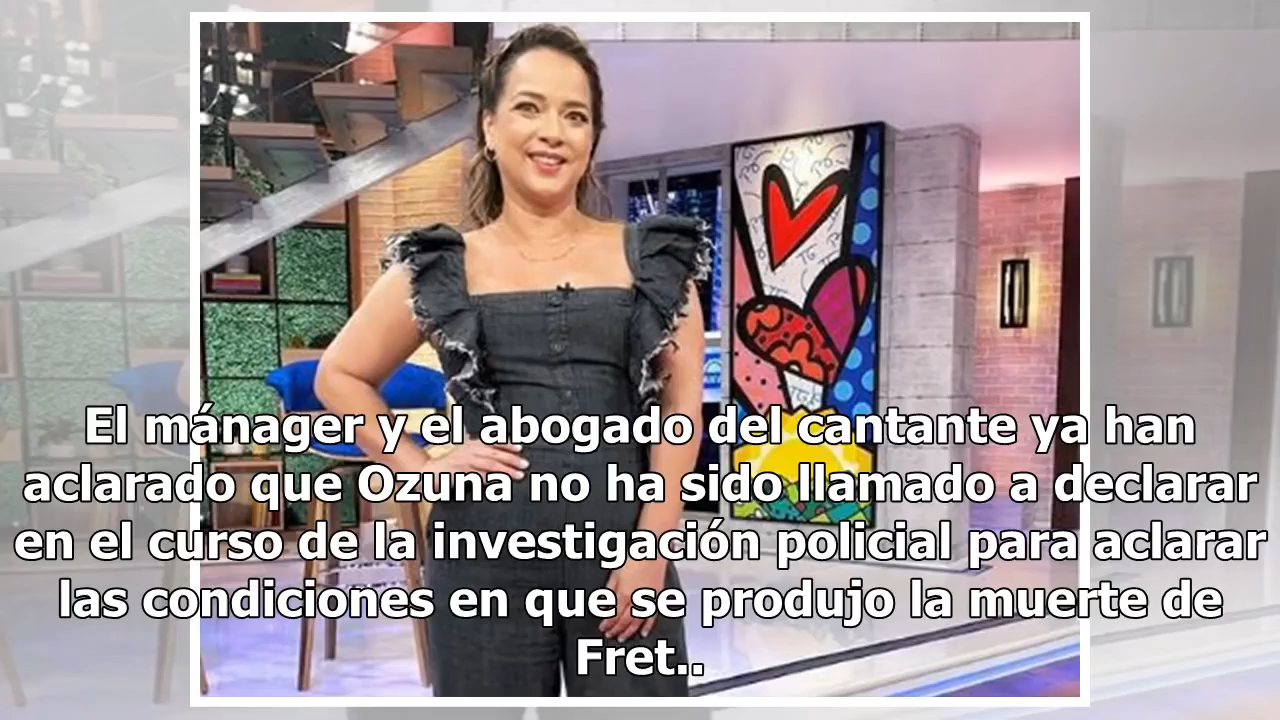 El mánager y el abogado del cantante ya han
aclarado que Ozuna no ha sido llamado a declarar
en el curso de la investigación policial para aclarar
las condiciones en que se produjo la muerte de
Fret..